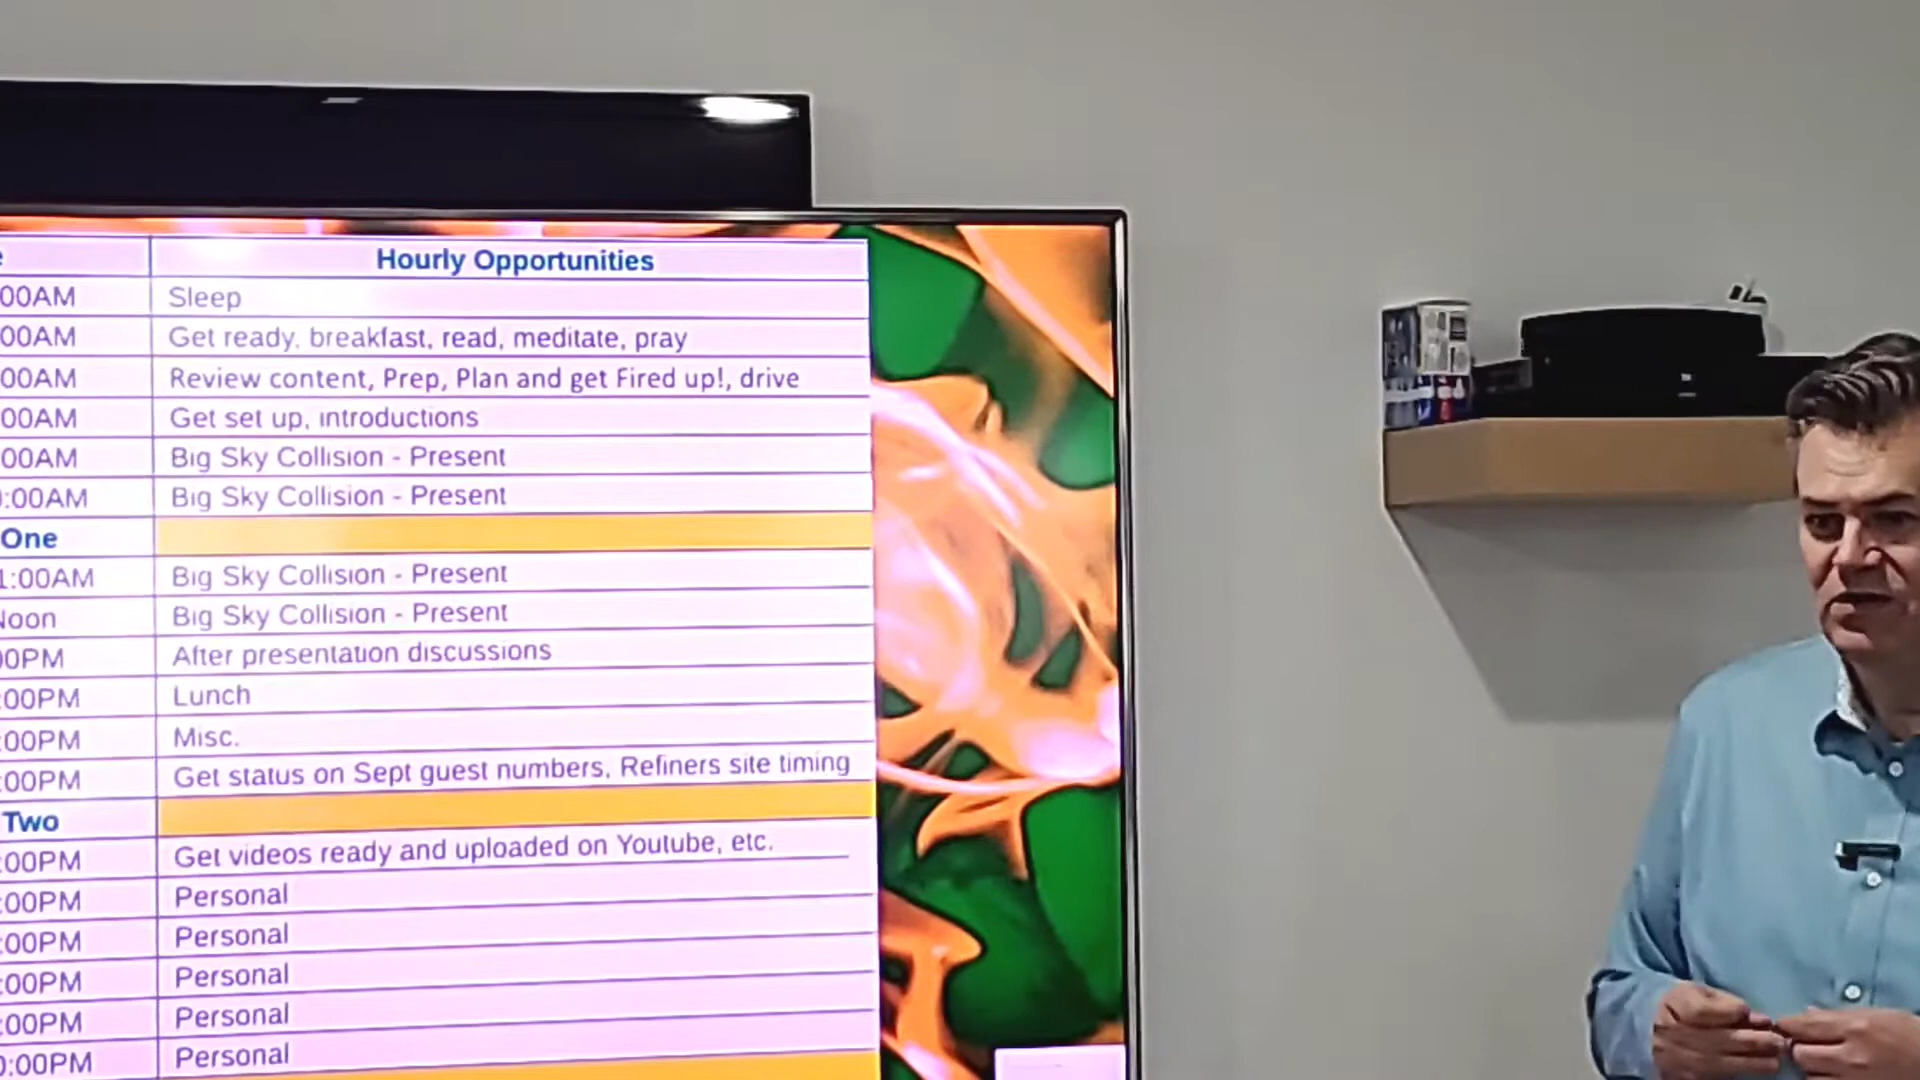 Hourly Opportunities
00AM Sleep
00AM Get ready, breakfast, read, meditate, pray
00AM Review content, Prep, Plan and get Fired up!, drive
00AM Get set up, introductions
00AM Big Sky Collision - Present
:00AM Big Sky Collision - Present
One
1:00AM Big Sky Collision - Present
Noon Big Sky Collision - Present
00PM After presentation discussions
:00PM Lunch
:00PM Misc.
:00PM Get status on Sept guest numbers, Refiners site timing
Two
:00PM Get videos ready and uploaded on Youtube, etc.
:00PM Personal
:00PM Personal
:00PM Personal
:00PM Personal
0:00PM Personal